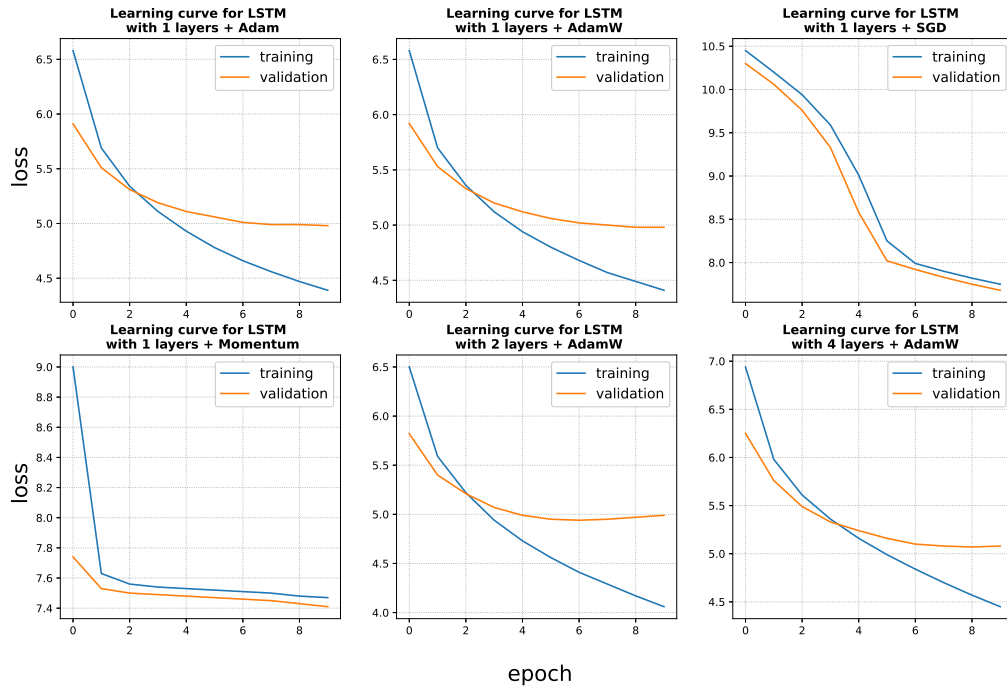 Learning curve for LSTM
with 1 layers + Adam
training
validation
6.5
6.0
5.5
5.0
4.5
0 2 4 6 8
loss
Learning curve for LSTM
with 1 layers + AdamW
training
validation
6.5
6.0
5.5
5.0
4.5
0 2 4 6 8
Learning curve for LSTM
with 1 layers + SGD
training
validation
10.5
10.0
9.5
9.0
8.5
8.0
0 2 4 6 8
Learning curve for LSTM
with 1 layers + Momentum
training
validation
9.0
8.8
8.6
8.4
8.2
8.0
7.8
7.6
7.4
0 2 4 6 8
loss
Learning curve for LSTM
with 2 layers + AdamW
training
validation
6.5
6.0
5.5
5.0
4.5
4.0
0 2 4 6 8
Learning curve for LSTM
with 4 layers + AdamW
training
validation
7.0
6.5
6.0
5.5
5.0
4.5
0 2 4 6 8
epoch